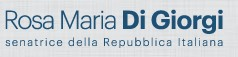 Rosa Maria Di Giorgi
senatrice della Repubblica Italiana